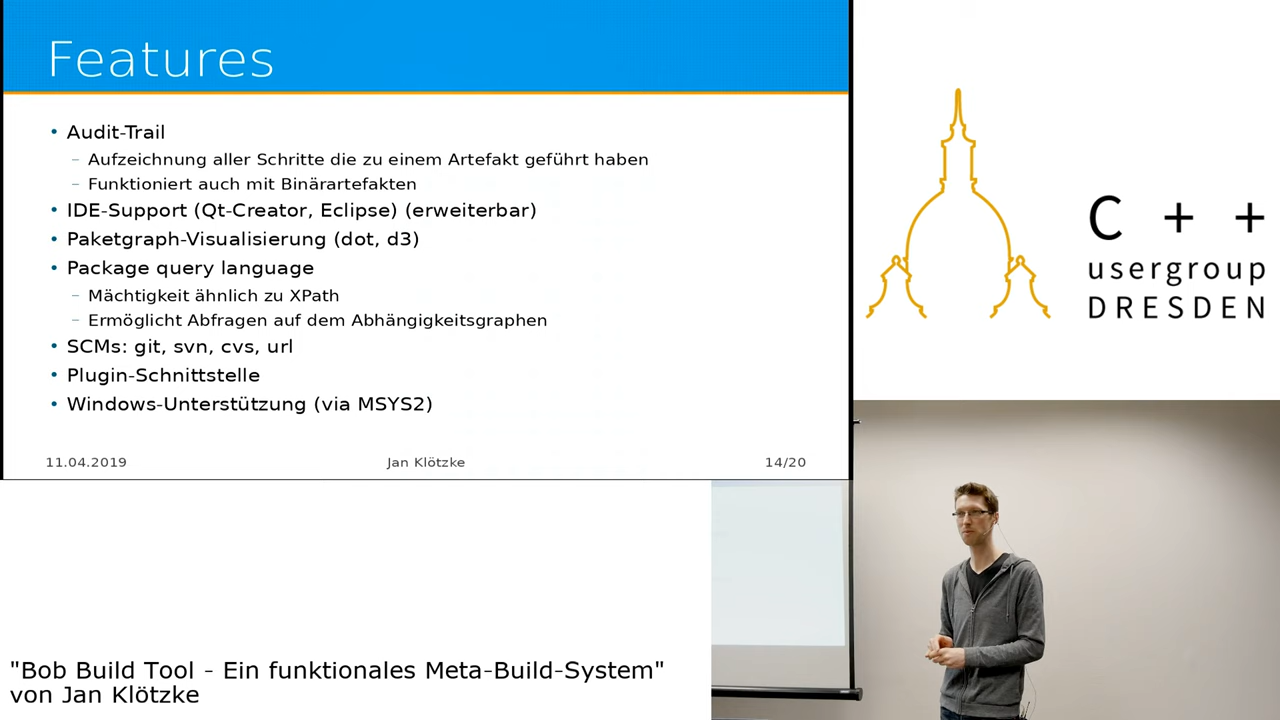 Features
• Audit-Trail
– Aufzeichnung aller Schritte die zu einem Artefakt geführt haben
– Funktioniert auch mit Binärartefakten
• IDE-Support (Qt-Creator, Eclipse) (erweiterbar)
• Paketgraph-Visualisierung (dot, d3)
• Package query language
– Mächtigkeit ähnlich zu XPath
– Ermöglicht Abfragen auf dem Abhängigkeitsgraphen
• SCMs: git, svn, cvs, url
• Plugin-Schnittstelle
• Windows-Unterstützung (via MSYS2)
11.04.2019 Jan Klötzke 14/20
C + +
usergroup
DRESDEN
"Bob Build Tool - Ein funktionales Meta-Build-System"
von Jan Klötzke